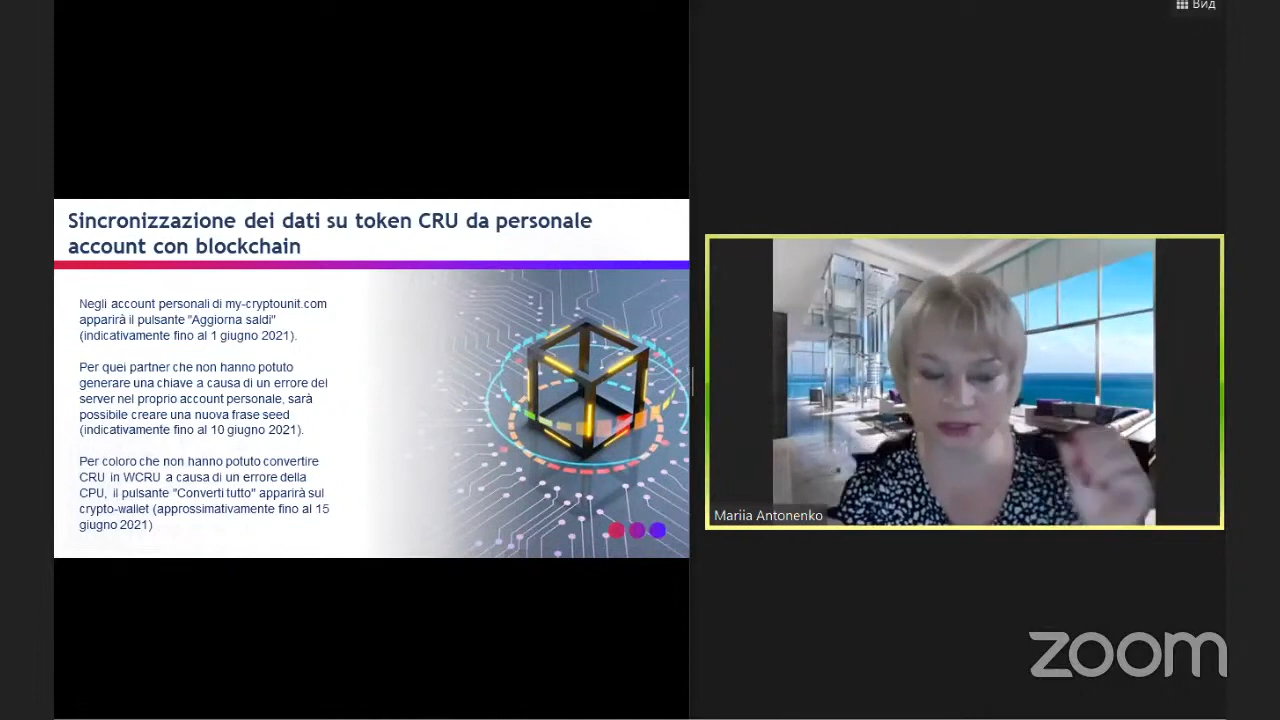 Вид
Sincronizzazione dei dati su token CRU da personale
account con blockchain
Negli account personali di my-cryptounit.com
apparirà il pulsante "Aggiorna saldi"
(indicativamente fino al 1 giugno 2021).
Per quei partner che non hanno potuto
generare una chiave a causa di un errore del
server nel proprio account personale, sarà
possibile creare una nuova frase seed
(indicativamente fino al 10 giugno 2021).
Per coloro che non hanno potuto convertire
CRU in WCRU a causa di un errore della
CPU, il pulsante "Converti tutto" apparirà sul
crypto-wallet (approssimativamente fino al 15
giugno 2021)
Mariia Antonenko
zoom